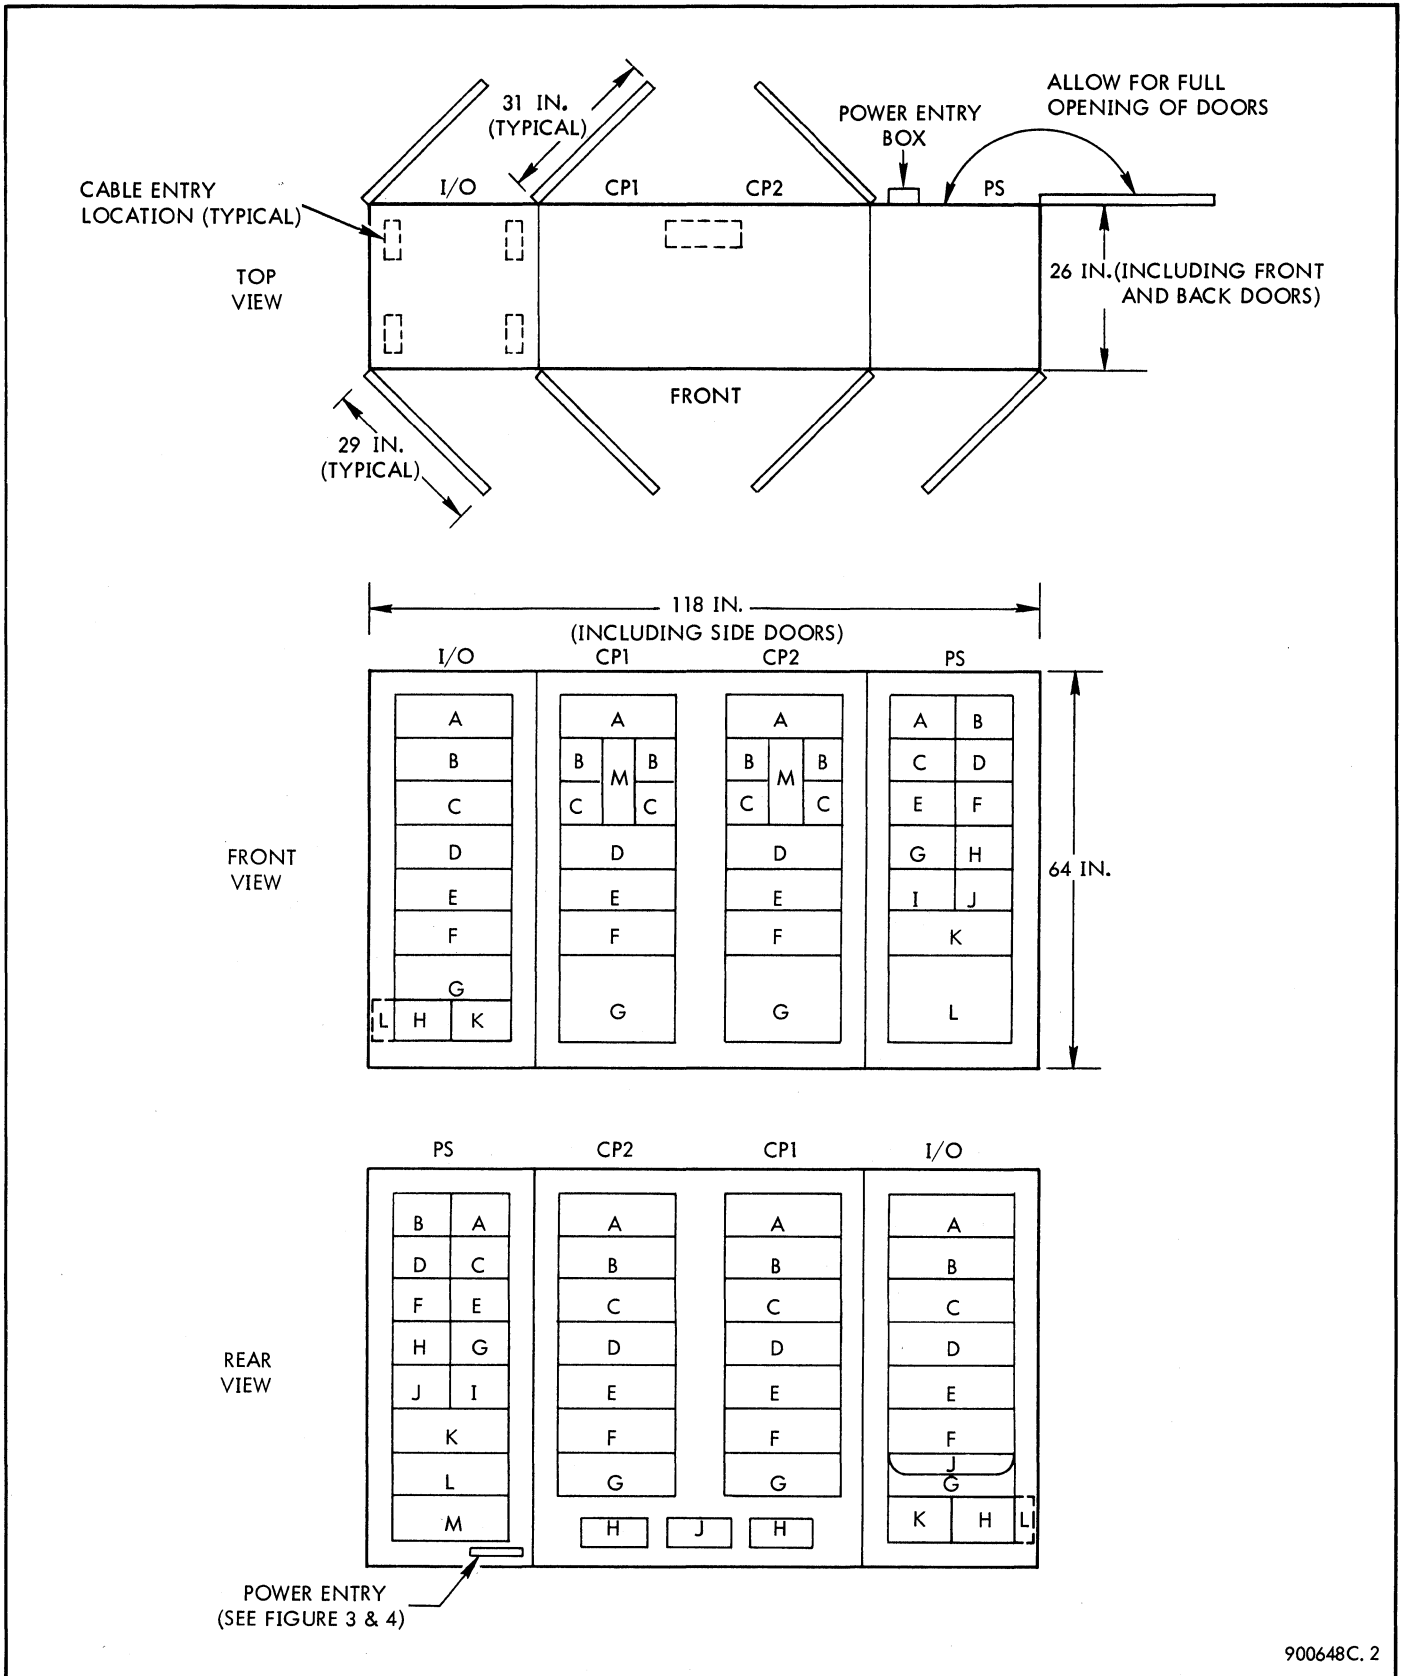 31 IN.
(TYPICAL)
ALLOW FOR FULL
OPENING OF DOORS
POWER ENTRY
BOX
CABLE ENTRY
LOCATION (TYPICAL)
I/O CP1 CP2 PS
TOP
VIEW
26 IN. (INCLUDING FRONT
AND BACK DOORS)
FRONT
29 IN.
(TYPICAL)
118 IN.
(INCLUDING SIDE DOORS)
I/O CP1 CP2 PS
A A A A B
B B M B B M B C D
C C C C C E F
D D D G H
E E E I J
F F F K
G G G L
L H K
FRONT
VIEW
64 IN.
PS CP2 CP1 I/O
B A A A A
D C B B B
F E C C C
H G D D D
J I E E E
K F F F
J
L G G G
M H J H K H L
REAR
VIEW
POWER ENTRY
(SEE FIGURE 3 & 4)
900648C. 2